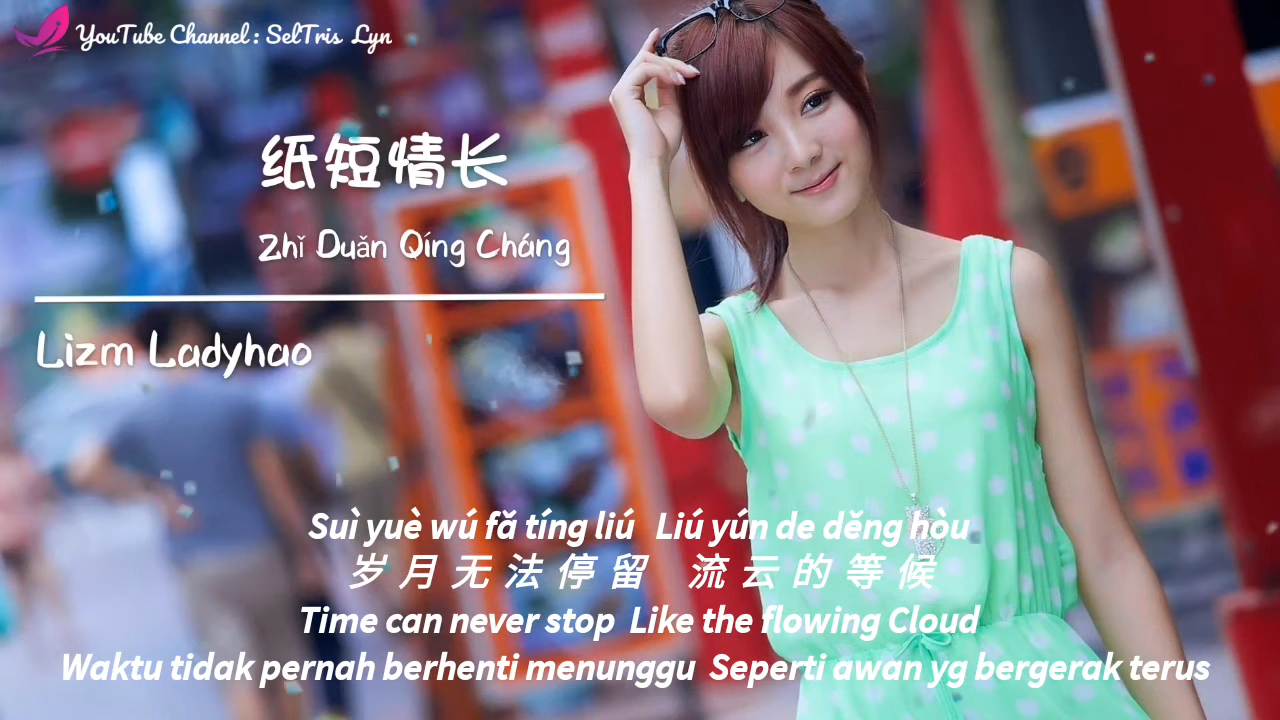 YouTube Channel : SelTris Lyn
纸短情长
Zhǐ Duǎn Qíng Cháng
Lizm Ladyhao
Suì yuè wú fǎ tíng liú Liú yún de děng hòu
岁月无法停留 流云的等候
Time can never stop Like the flowing Cloud
Waktu tidak pernah berhenti menunggu Seperti awan yg bergerak terus